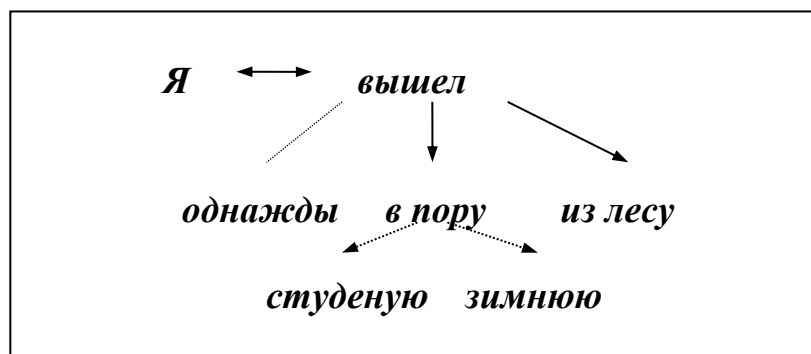 Я вышел
однажды в пору из лесу
студеную зимнюю